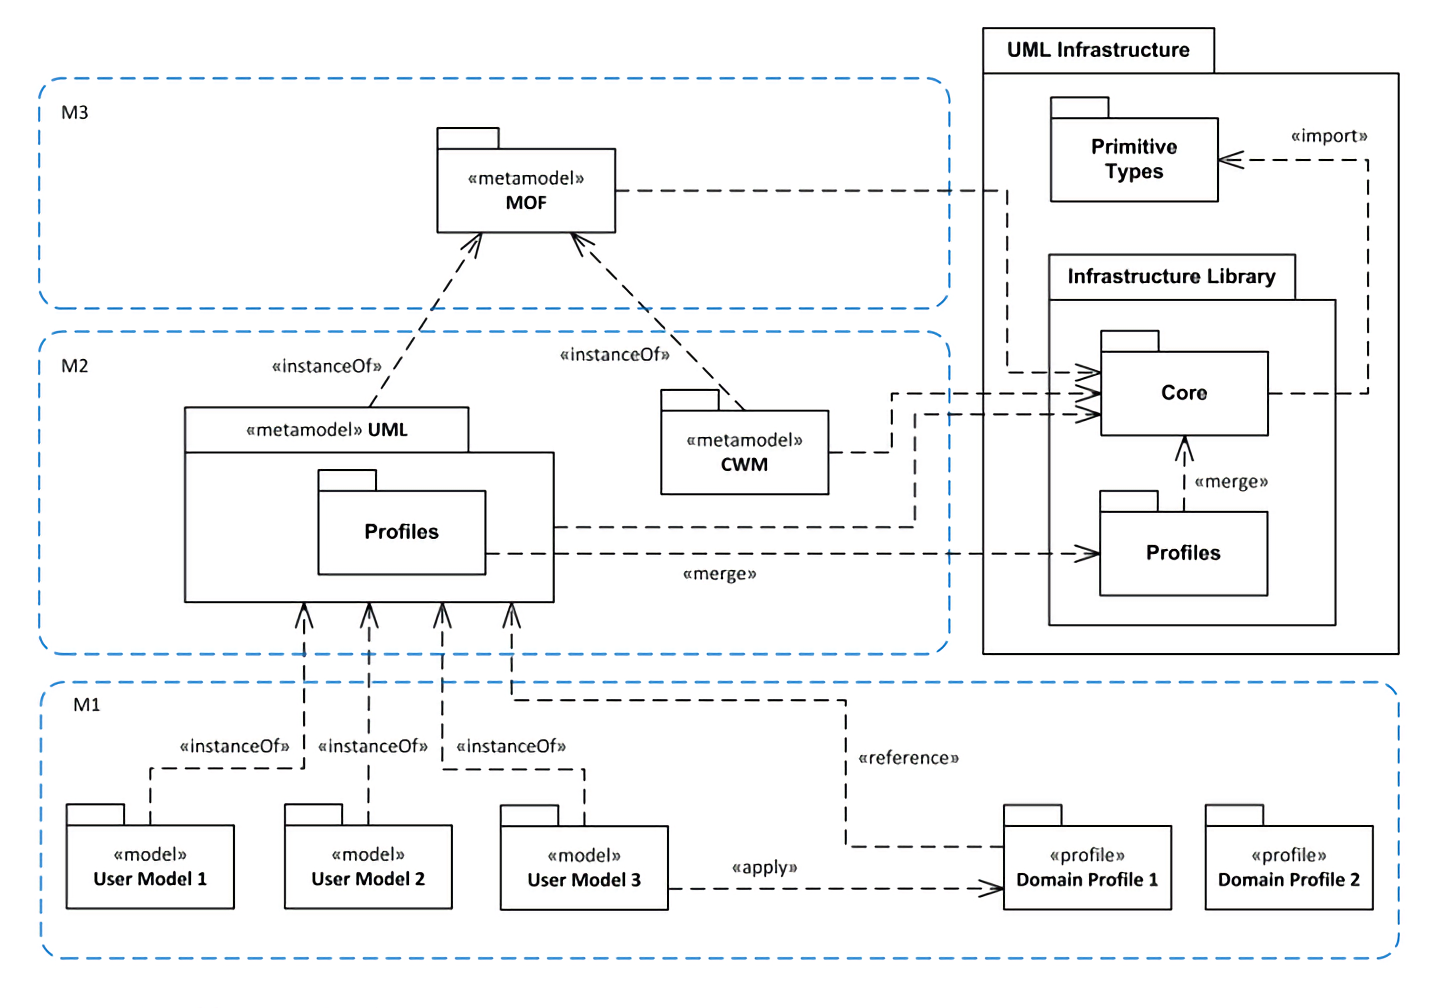 UML Infrastructure
M3
«metamodel»
MOF
Primitive
Types
«import»
Infrastructure Library
M2
«instanceOf»
«instanceOf»
Core
«metamodel» UML
«metamodel»
CWM
Profiles
«merge»
«merge»
Profiles
M1
«instanceOf»
«instanceOf»
«instanceOf»
«reference»
«model»
User Model 1
«model»
User Model 2
«model»
User Model 3
«apply»
«profile»
Domain Profile 1
«profile»
Domain Profile 2